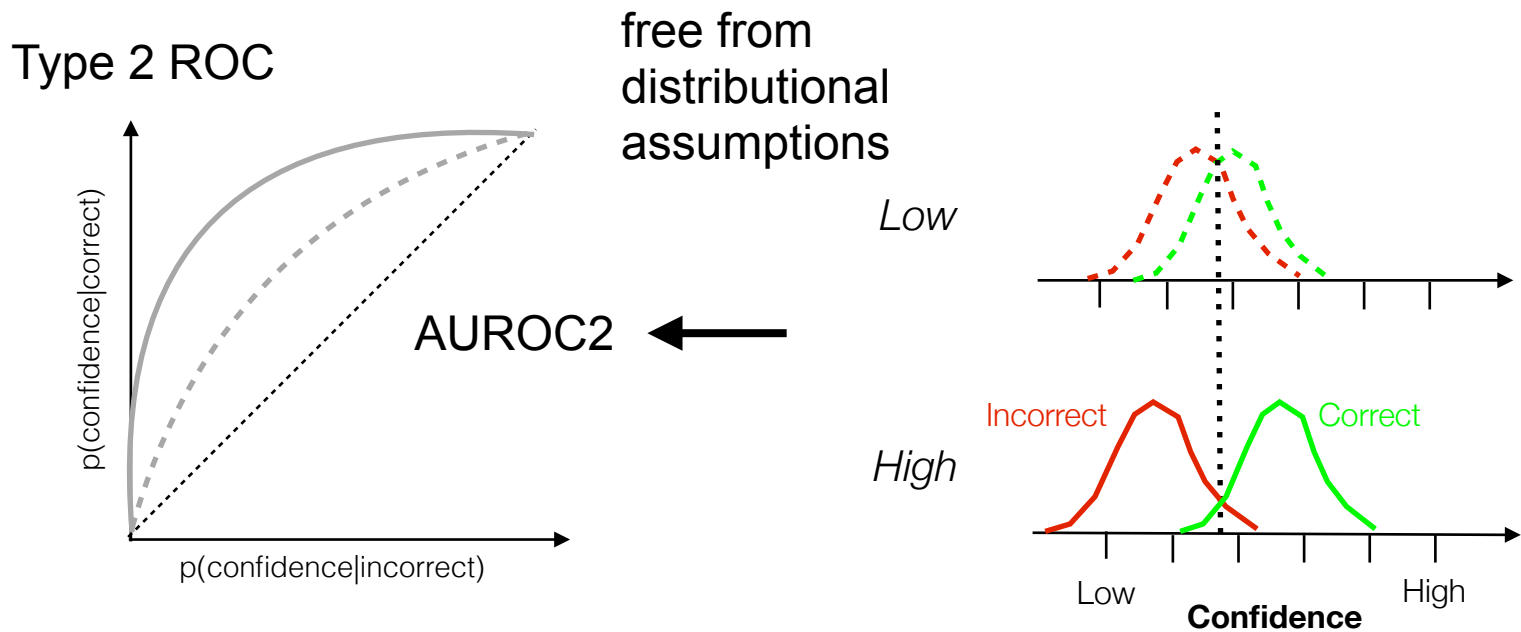 Type 2 ROC
p(confidence|correct)
p(confidence|incorrect)
AUROC2
free from
distributional
assumptions
Low
High
Incorrect
Correct
Low
High
Confidence